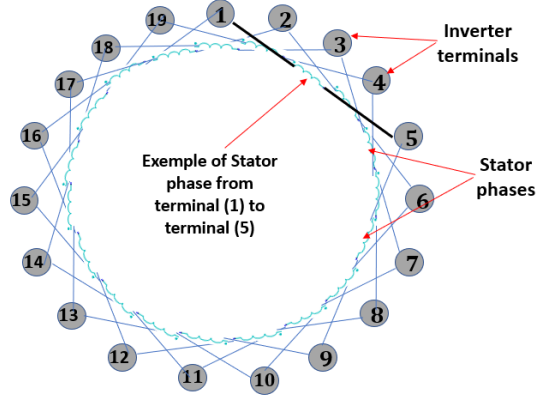 1
2
3
4
5
6
7
8
9
10
11
12
13
14
15
16
17
18
19
Inverter
terminals
Exemple of Stator
phase from
terminal (1) to
terminal (5)
Stator
phases